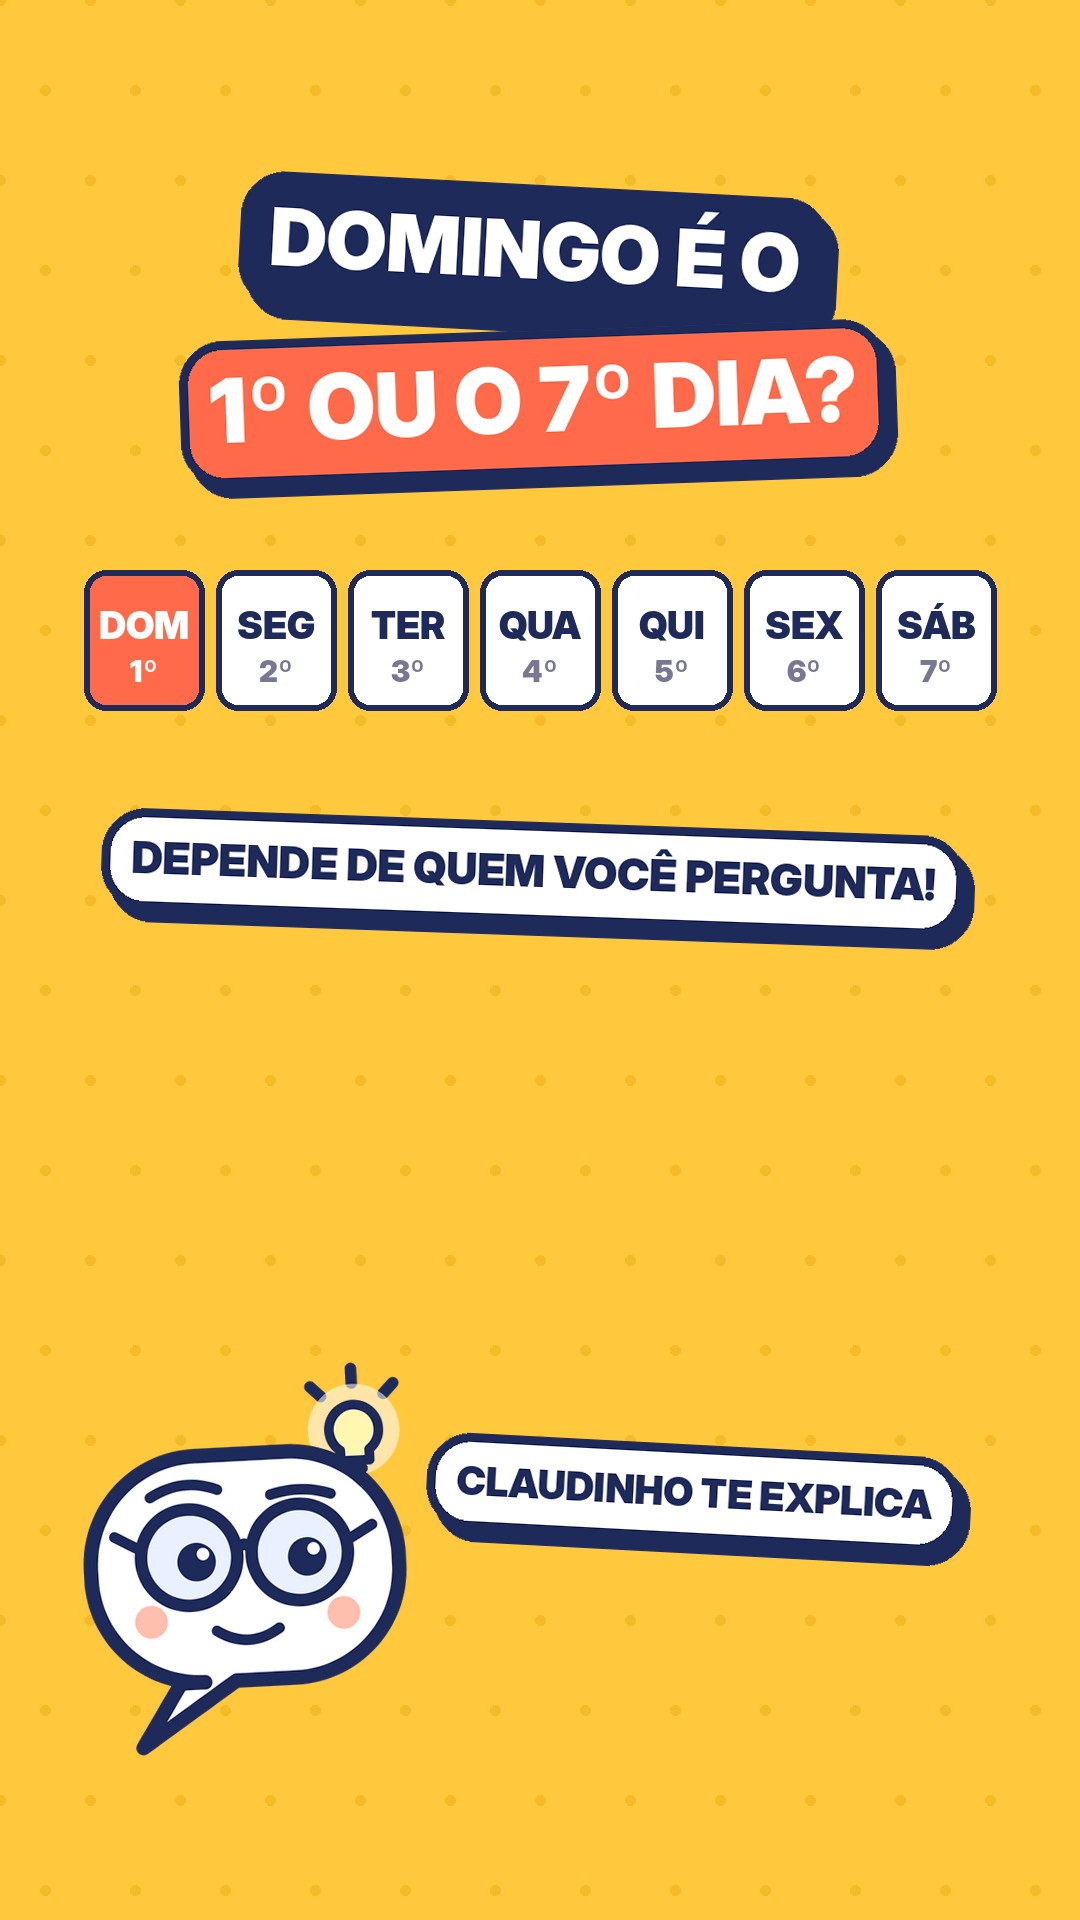 DOMINGO É O
1º OU O 7º DIA?
DOM SEG TER QUA QUI SEX SÁB
1º 2º 3º 4º 5º 6º 7º
DEPENDE DE QUEM VOCÊ PERGUNTA!
CLAUDINHO TE EXPLICA